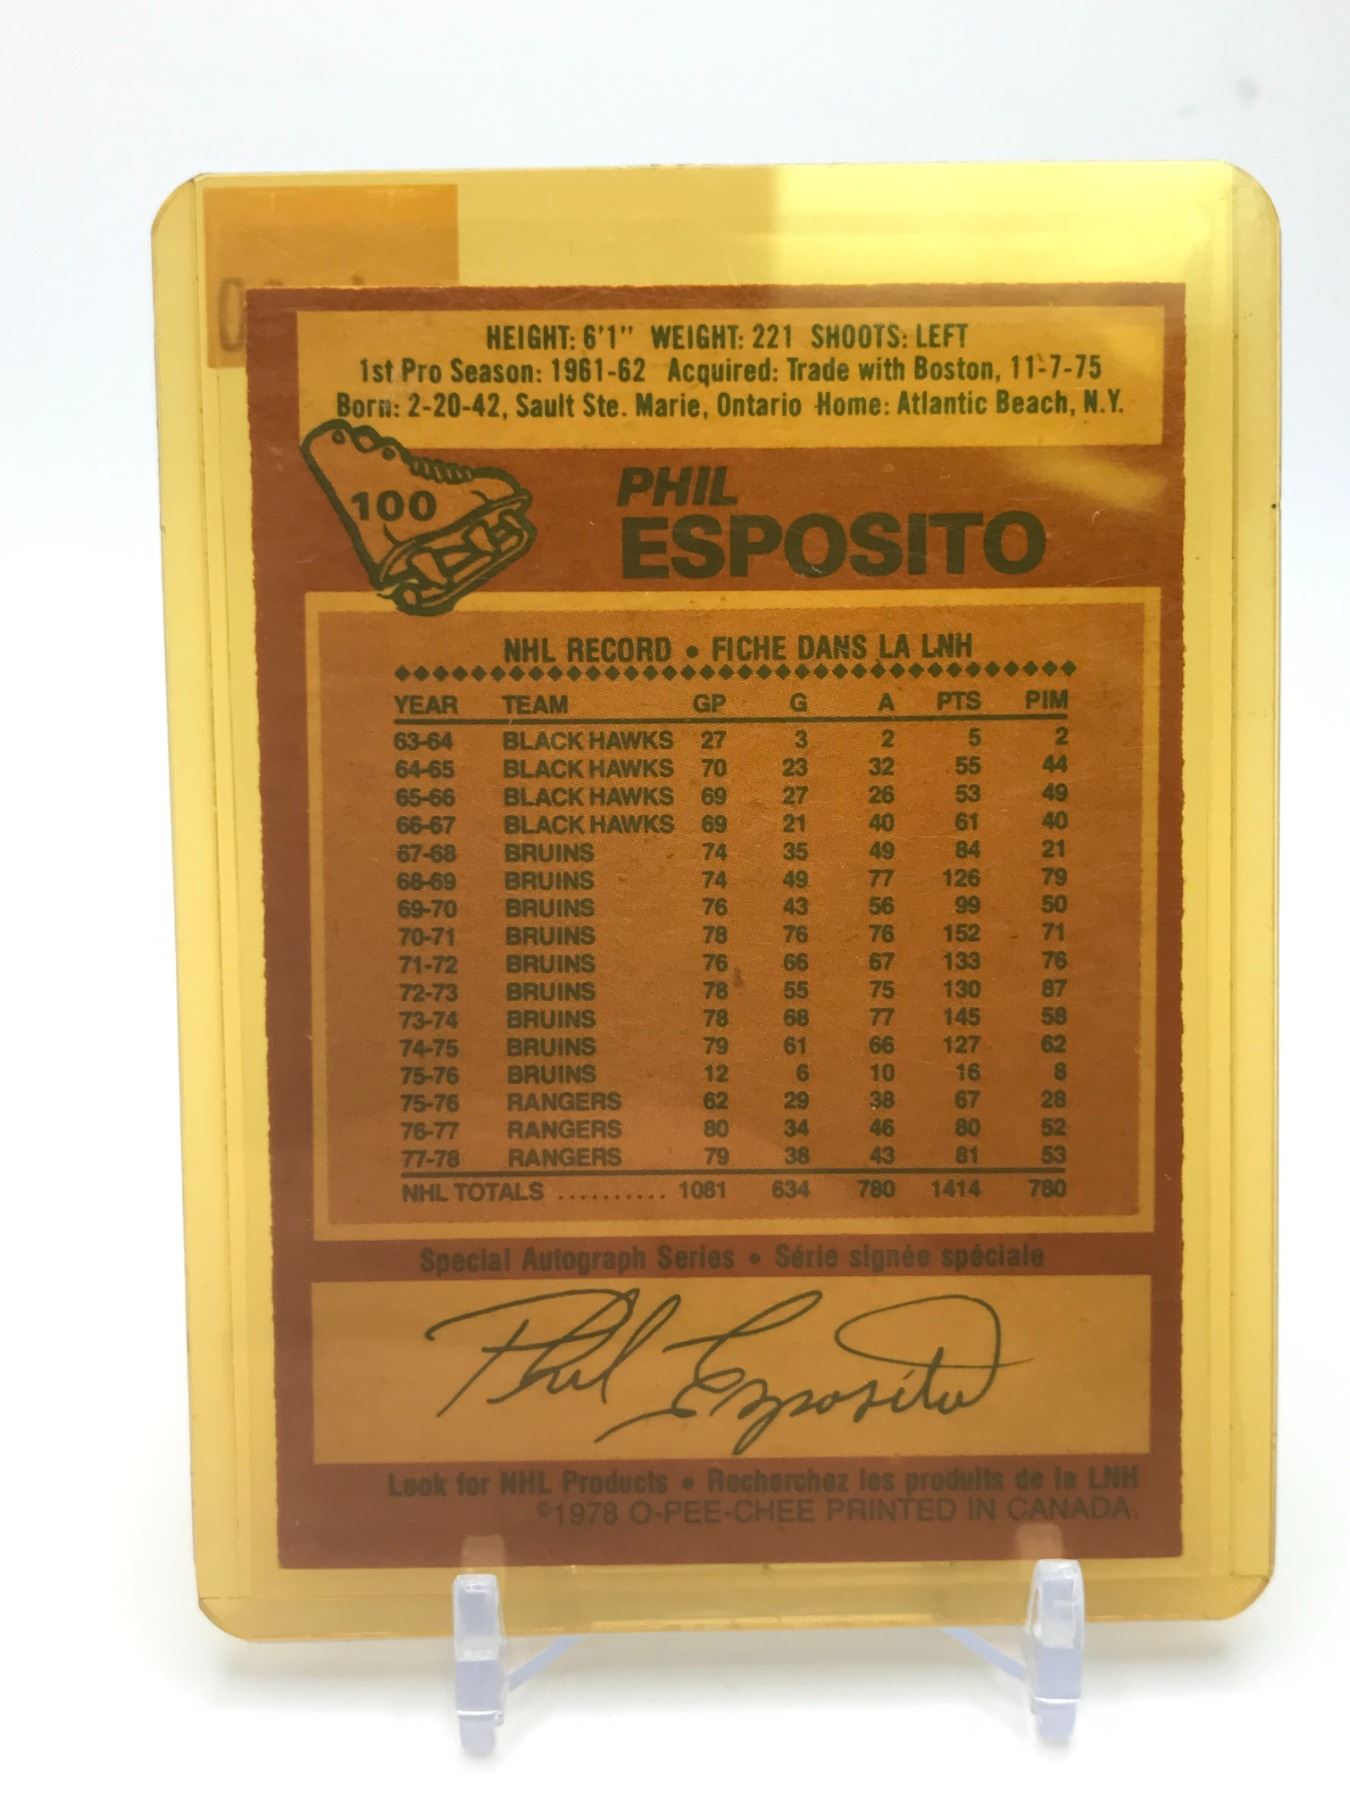 HEIGHT: 6'1" WEIGHT: 221 SHOOTS: LEFT
1st Pro Season: 1961-62 Acquired: Trade with Boston, 11-7-75
Born: 2-20-42, Sault Ste. Marie, Ontario Home: Atlantic Beach, N.Y.
100
PHIL
ESPOSITO
NHL RECORD • FICHE DANS LA LNH
YEAR TEAM GP G A PTS PIM
63-64 BLACK HAWKS 27 3 2 5 2
64-65 BLACK HAWKS 70 23 32 55 44
65-66 BLACK HAWKS 69 27 26 53 49
66-67 BLACK HAWKS 69 21 40 61 40
67-68 BRUINS 74 35 49 84 21
68-69 BRUINS 74 49 77 126 79
69-70 BRUINS 76 43 56 99 50
70-71 BRUINS 78 76 76 152 71
71-72 BRUINS 76 66 67 133 76
72-73 BRUINS 78 55 75 130 87
73-74 BRUINS 78 68 77 145 58
74-75 BRUINS 79 61 66 127 62
75-76 BRUINS 12 6 10 16 8
75-76 RANGERS 62 29 38 67 28
76-77 RANGERS 80 34 46 80 52
77-78 RANGERS 79 38 43 81 53
NHL TOTALS .......... 1081 634 780 1414 780
Special Autograph Series • Série signée spéciale
Phil Esposito
Look for NHL Products • Recherchez les produits de la LNH
©1978 O-PEE-CHEE PRINTED IN CANADA.